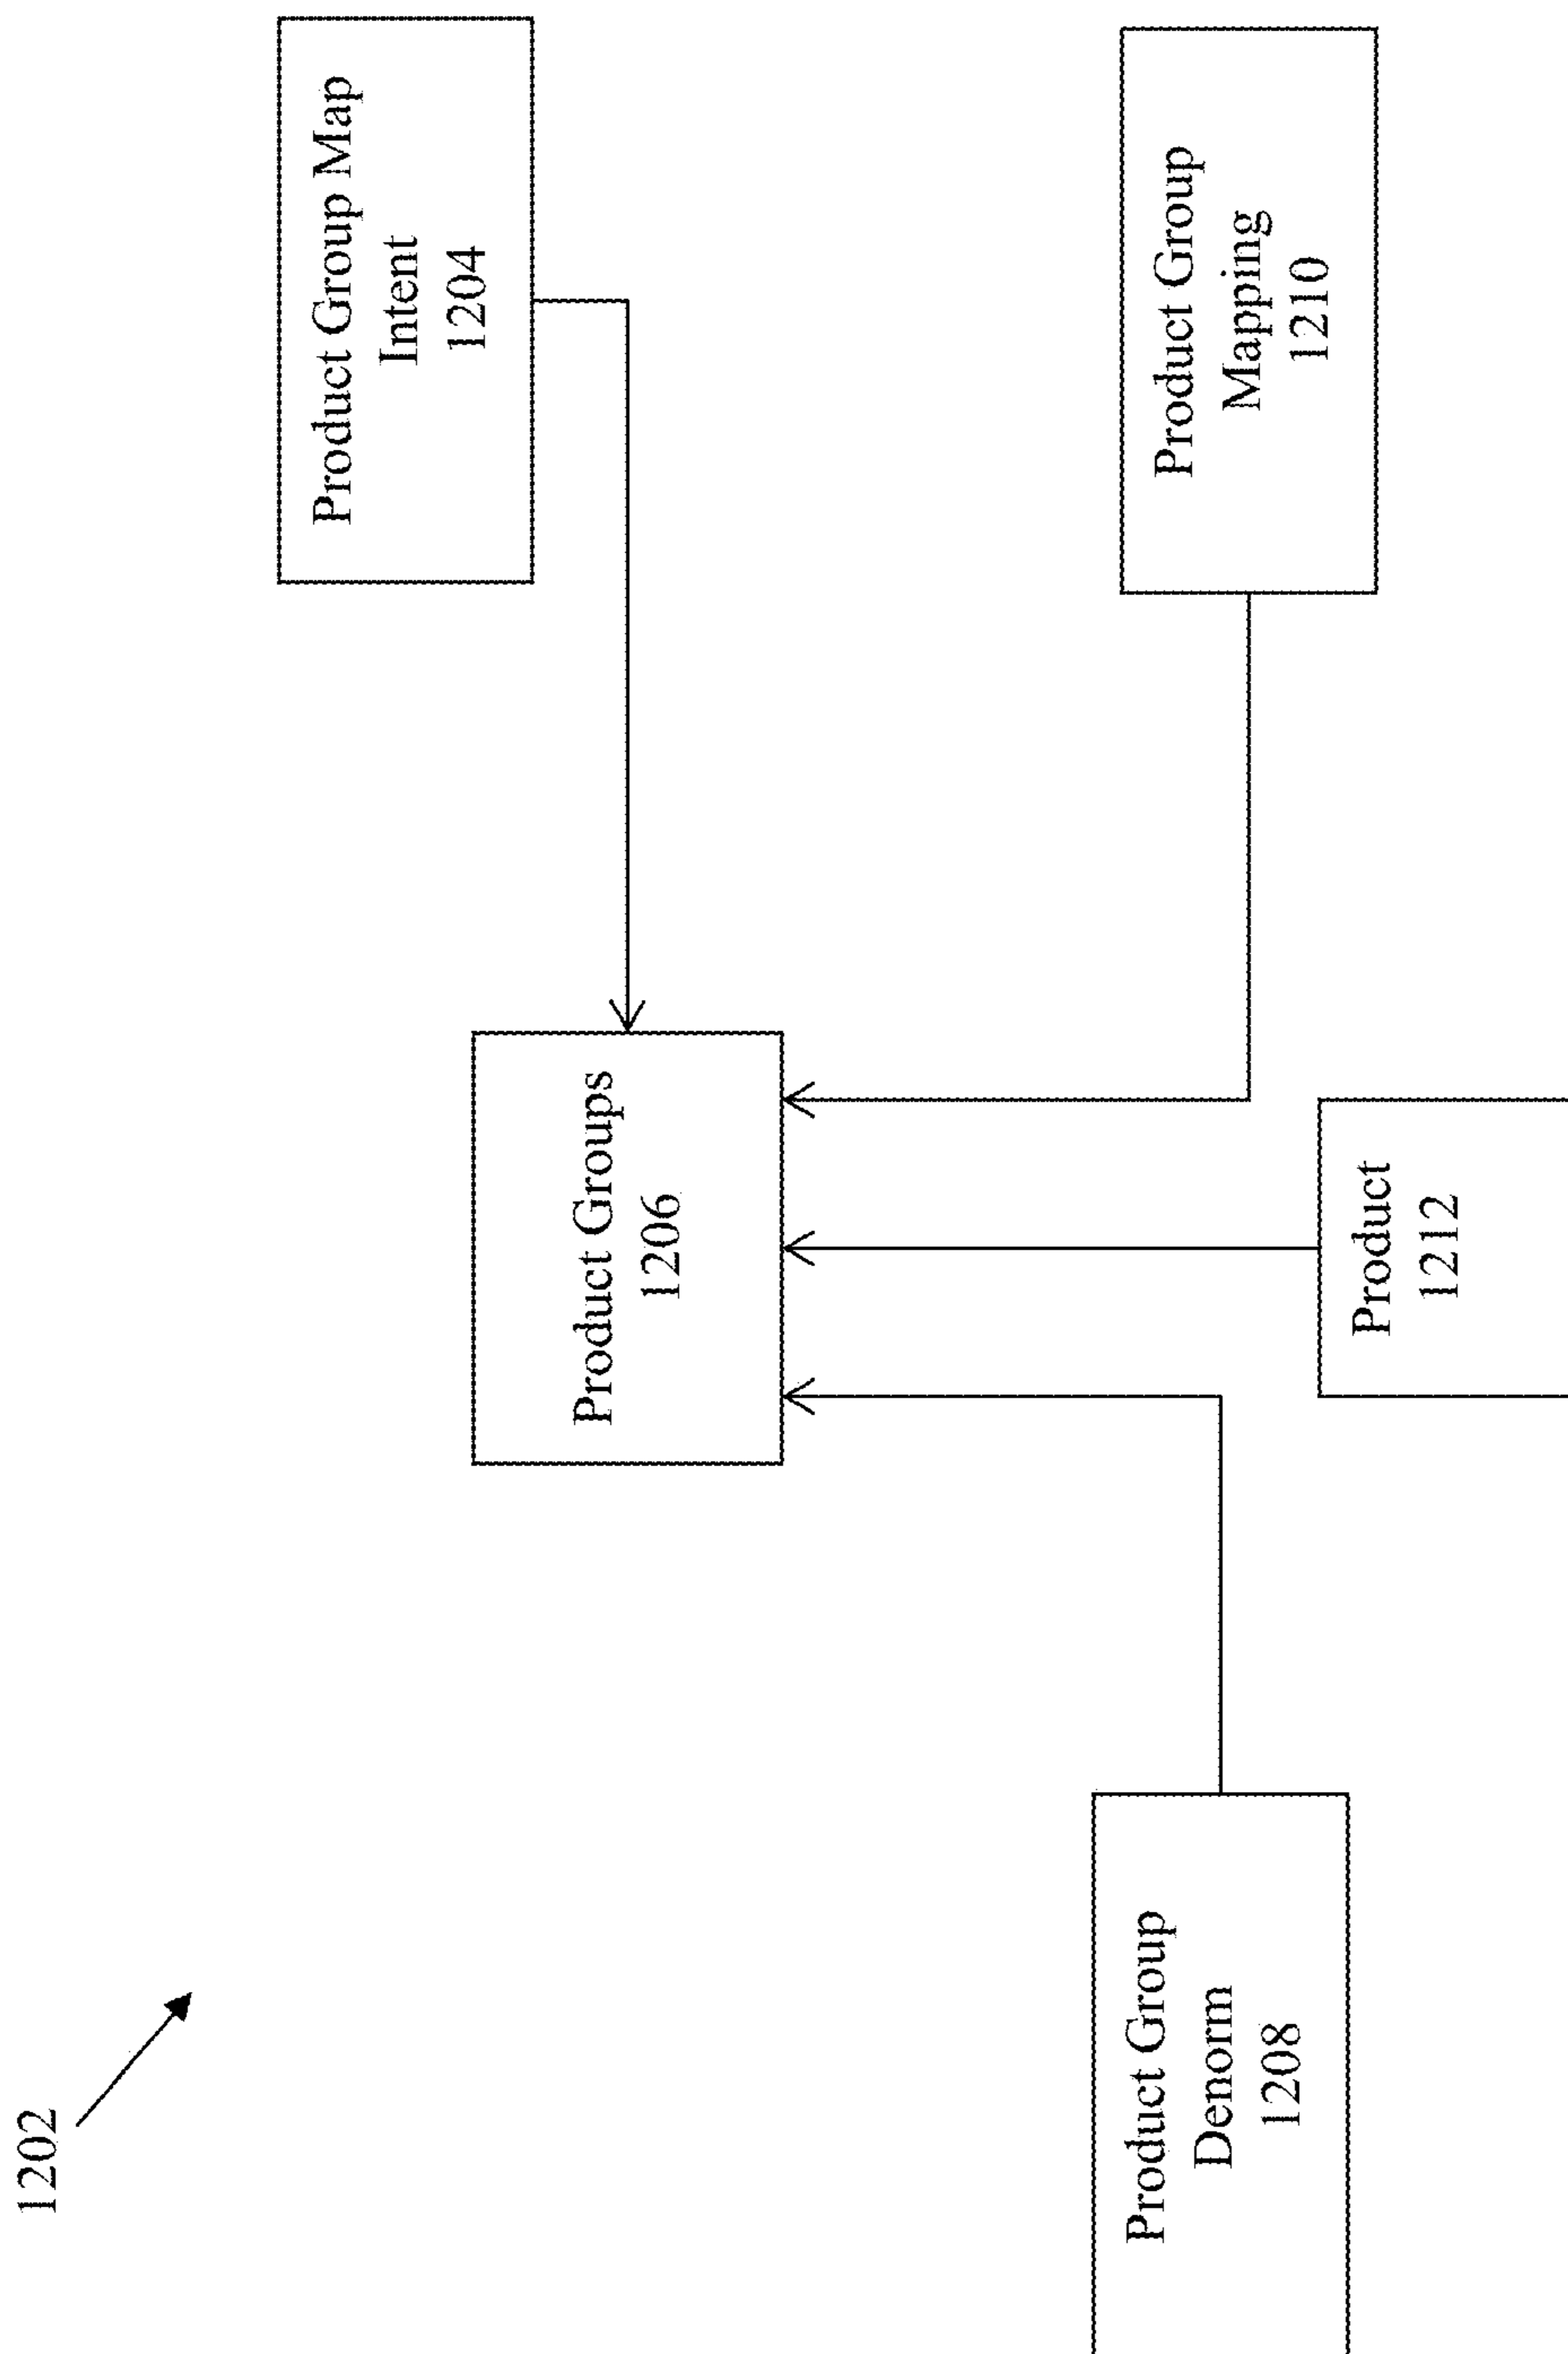 1202
Product Group Map
Intent
1204
Product Groups
1206
Product Group
Denorm
1208
Product
1212
Product Group
Mapping
1210